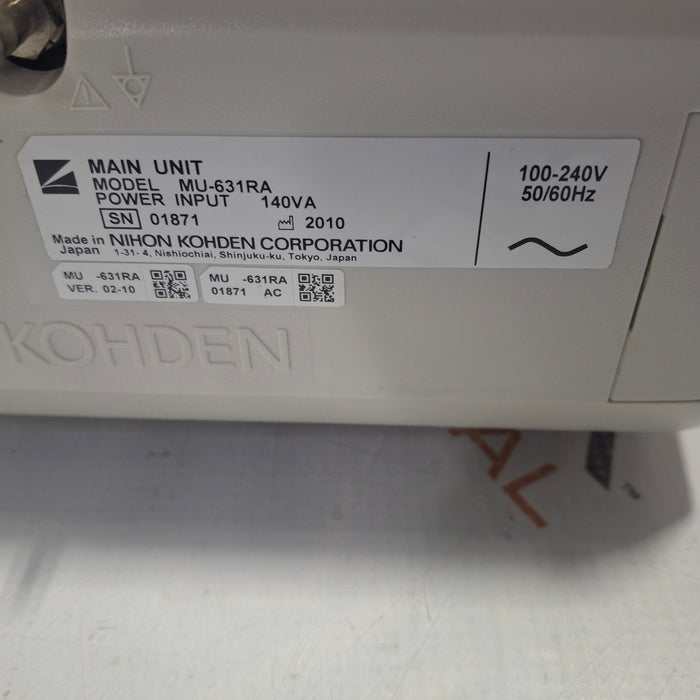 MAIN UNIT
MODEL MU-631RA
POWER INPUT 140VA
SN 01871 2010
Made in NIHON KOHDEN CORPORATION
Japan 1-31- 4, Nishiochiai, Shinjuku-ku, Tokyo, Japan
100-240V
50/60Hz
MU -631RA
VER. 02-10
MU -631RA
01871 AC
KOHDEN
AL
TM